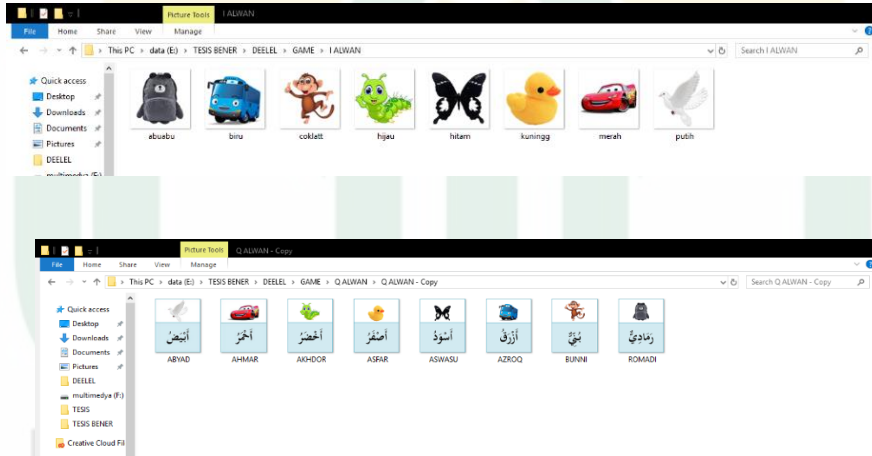 Picture Tools I ALWAN
File Home Share View Manage
This PC > data (E:) > TESIS BENER > DEELEL > GAME > I ALWAN
Search I ALWAN
Quick access
Desktop
Downloads
Documents
Pictures
DEELEL
multimedya (F:)
abuabu biru coklatt hijau hitam kuningg merah putih
Picture Tools Q ALWAN - Copy
File Home Share View Manage
This PC > data (E:) > TESIS BENER > DEELEL > GAME > Q ALWAN > Q ALWAN - Copy
Search Q ALWAN - Copy
Quick access
Desktop
Downloads
Documents
Pictures
DEELEL
multimedya (F:)
TESIS
TESIS BENER
Creative Cloud Fil
أَبْيَضُ
ABYAD
أَحْمَرُ
AHMAR
أَخْضَرُ
AKHDOR
أَصْفَرُ
ASFAR
أَسْوَدُ
ASWASU
أَزْرَقُ
AZROQ
بُنِّيٌّ
BUNNI
رَمَادِيٌّ
ROMADI